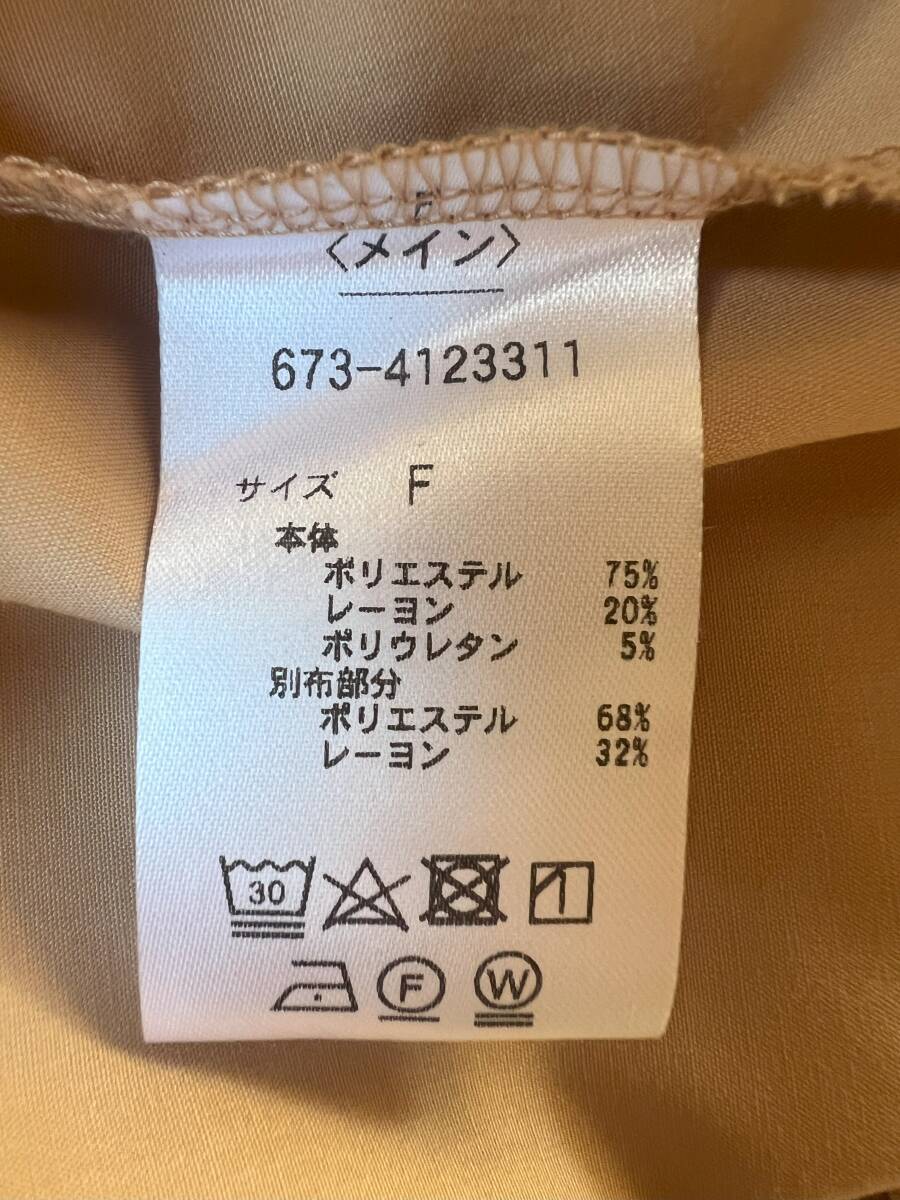 F
〈メイン〉
673-4123311
サイズ F
本体
ポリエステル 75%
レーヨン 20%
ポリウレタン 5%
別布部分
ポリエステル 68%
レーヨン 32%
30
F W